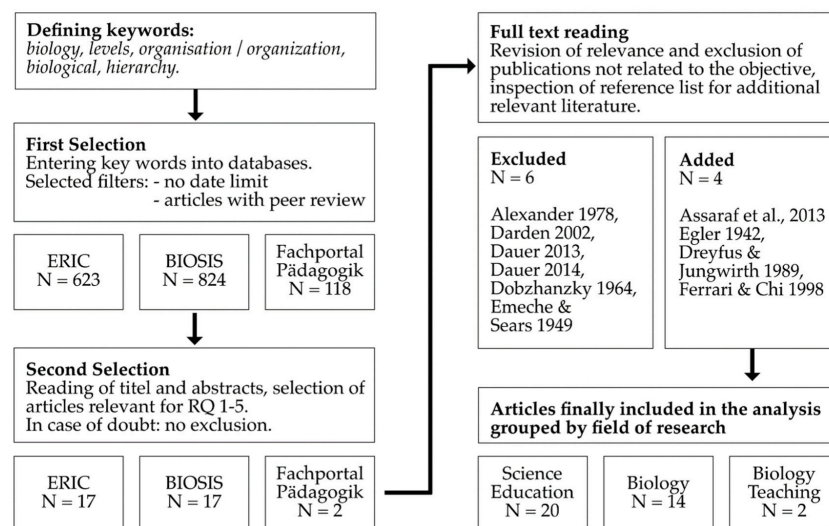 Defining keywords:
biology, levels, organisation / organization,
biological, hierarchy.
First Selection
Entering key words into databases.
Selected filters: - no date limit
- articles with peer review
ERIC
N = 623
BIOSIS
N = 824
Fachportal
Pädagogik
N = 118
Second Selection
Reading of titel and abstracts, selection of
articles relevant for RQ 1-5.
In case of doubt: no exclusion.
ERIC
N = 17
BIOSIS
N = 17
Fachportal
Pädagogik
N = 2
Full text reading
Revision of relevance and exclusion of
publications not related to the objective,
inspection of reference list for additional
relevant literature.
Excluded
N = 6
Alexander 1978,
Darden 2002,
Dauer 2013,
Dauer 2014,
Dobzhanzky 1964,
Emeche &
Sears 1949
Added
N = 4
Assaraf et al., 2013
Egler 1942,
Dreyfus &
Jungwirth 1989,
Ferrari & Chi 1998
Articles finally included in the analysis
grouped by field of research
Science
Education
N = 20
Biology
N = 14
Biology
Teaching
N = 2